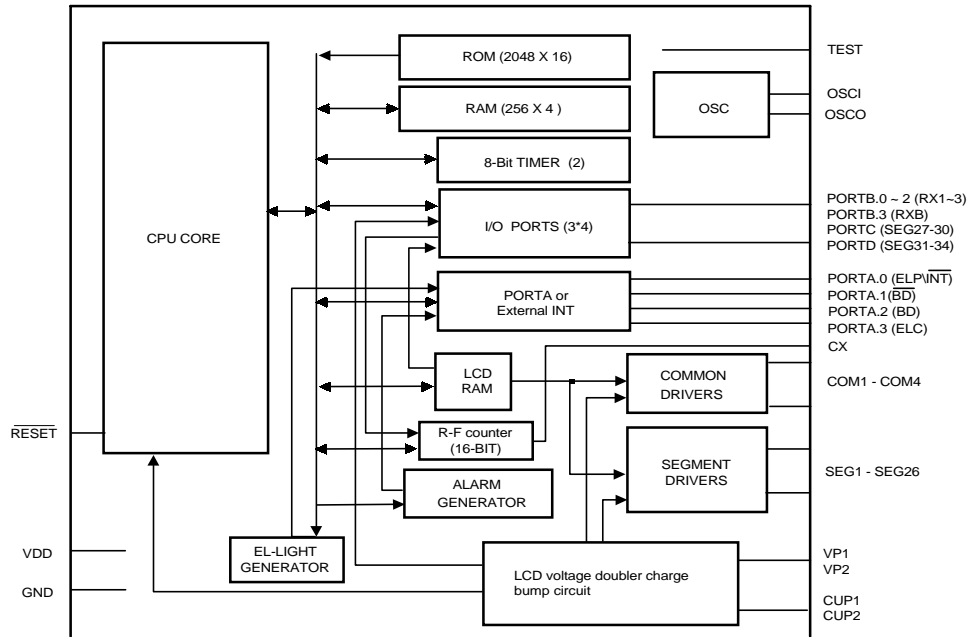 ROM (2048 X 16)
TEST
RAM (256 X 4 )
OSC
OSCI
OSCO
8-Bit TIMER (2)
CPU CORE
I/O PORTS (3*4)
PORTB.0 ~ 2 (RX1~3)
PORTB.3 (RXB)
PORTC (SEG27-30)
PORTD (SEG31-34)
PORTA or
External INT
PORTA.0 (ELP\INT)
PORTA.1(BD)
PORTA.2 (BD)
PORTA.3 (ELC)
CX
LCD
RAM
COMMON
DRIVERS
COM1 - COM4
RESET
R-F counter
(16-BIT)
SEGMENT
DRIVERS
SEG1 - SEG26
ALARM
GENERATOR
EL-LIGHT
GENERATOR
VDD
GND
LCD voltage doubler charge
bump circuit
VP1
VP2
CUP1
CUP2